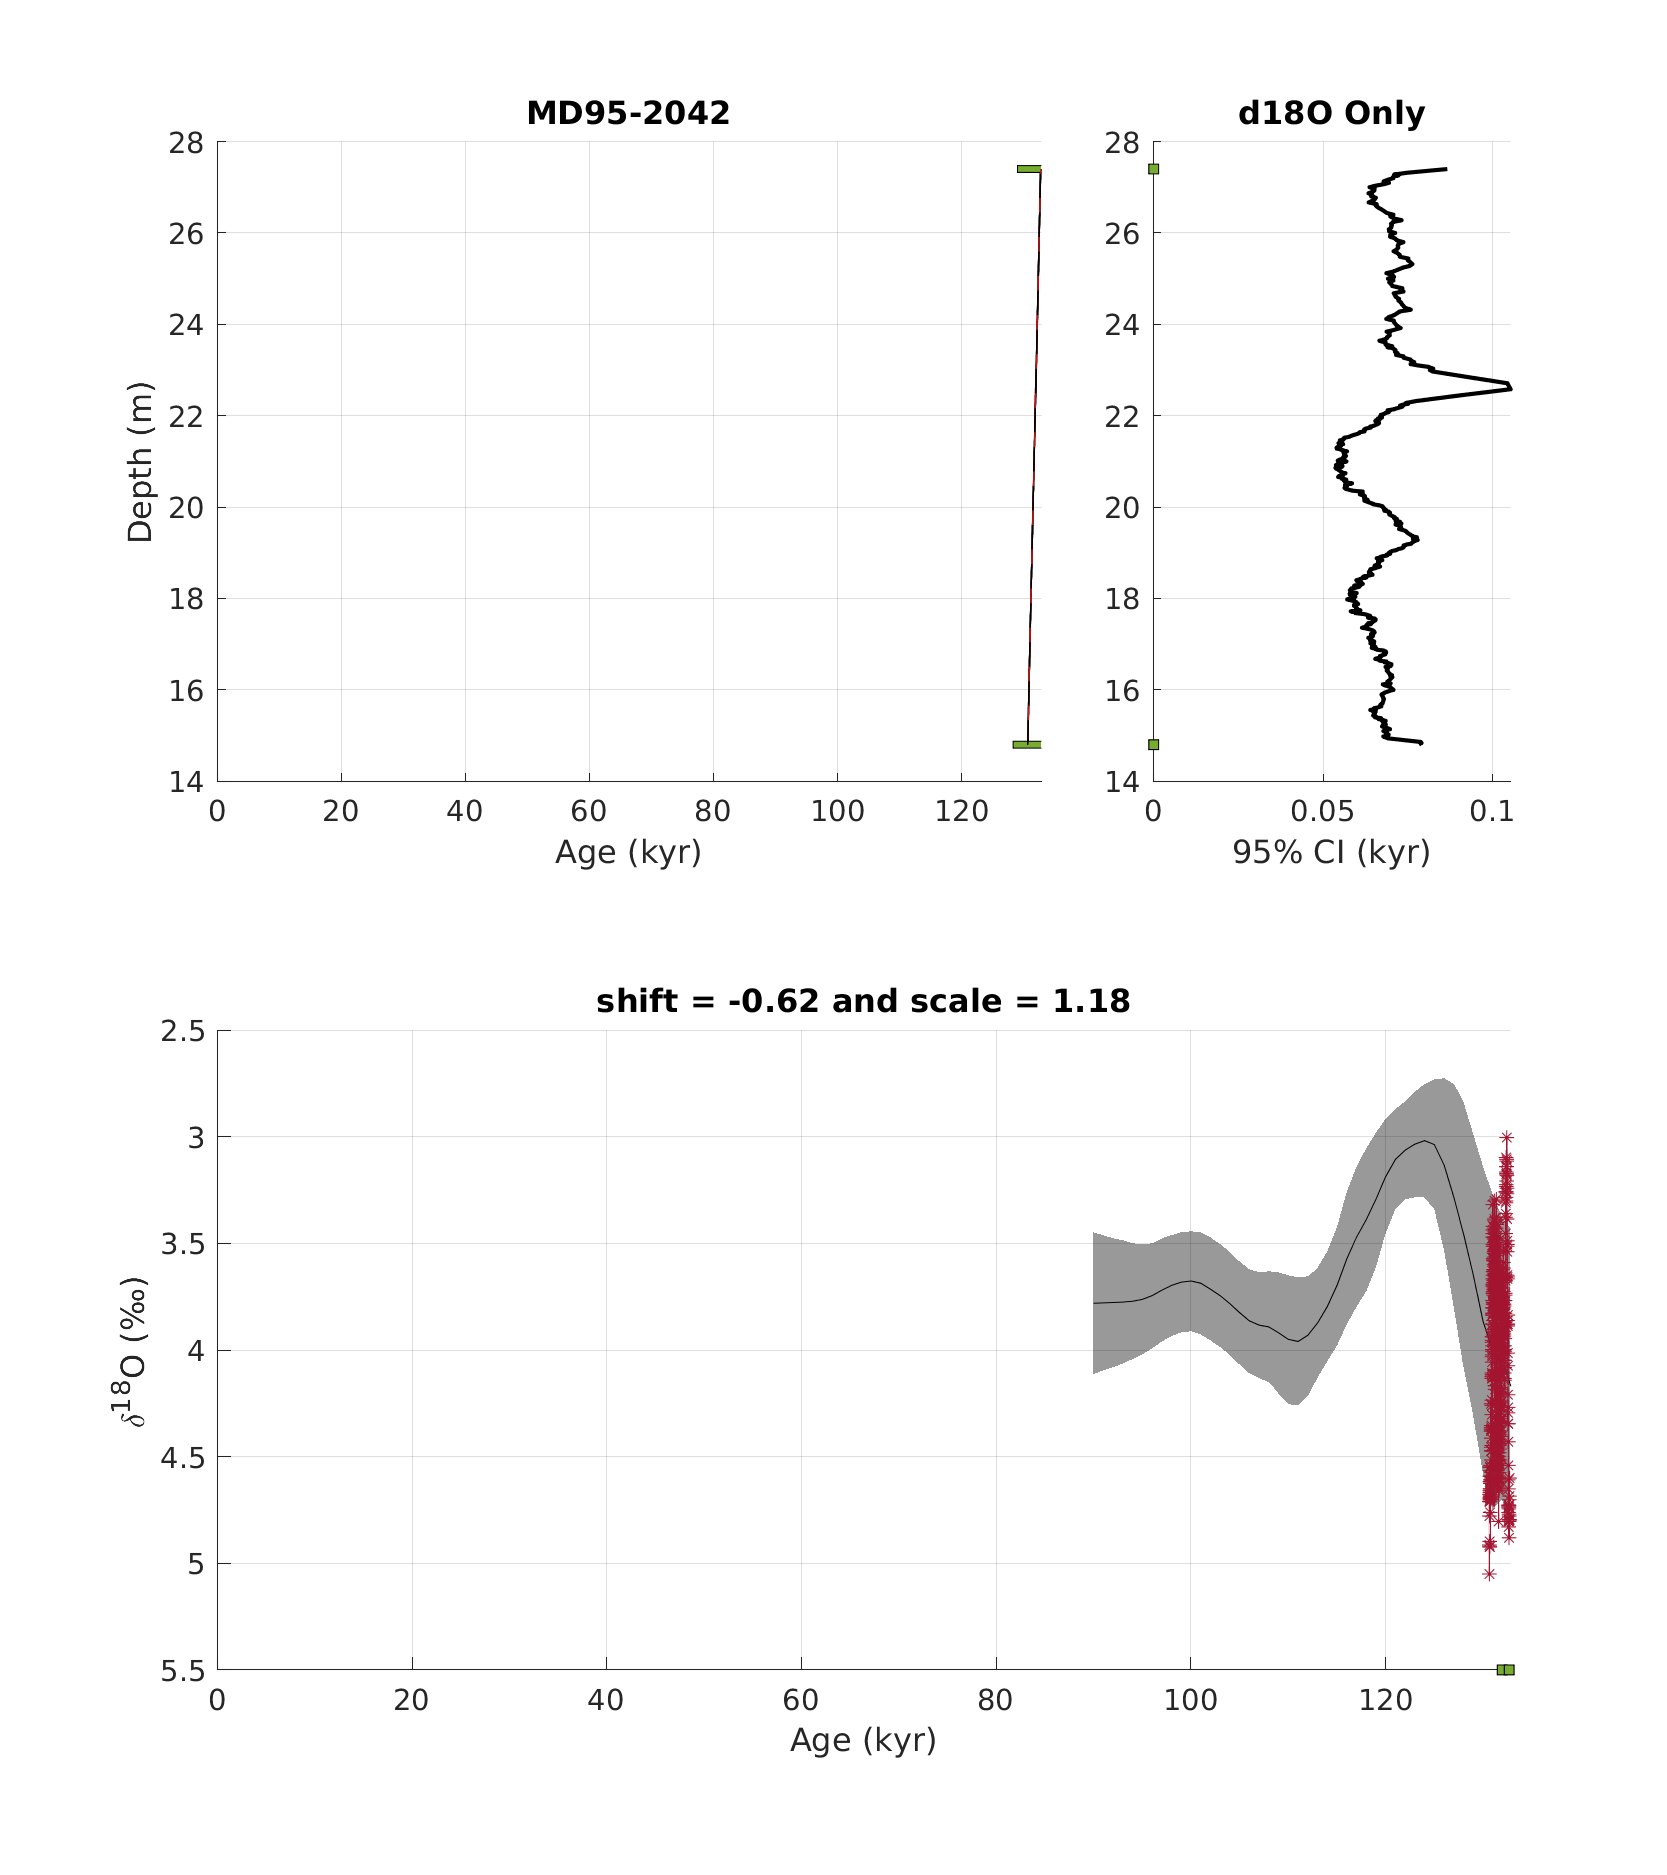 MD95-2042
28
26
24
22
20
18
16
14
Depth (m)
0 20 40 60 80 100 120
Age (kyr)
d18O Only
28
26
24
22
20
18
16
14
0 0.05 0.1
95% CI (kyr)
shift = -0.62 and scale = 1.18
2.5
3
3.5
4
4.5
5
5.5
δ18O (‰)
0 20 40 60 80 100 120
Age (kyr)